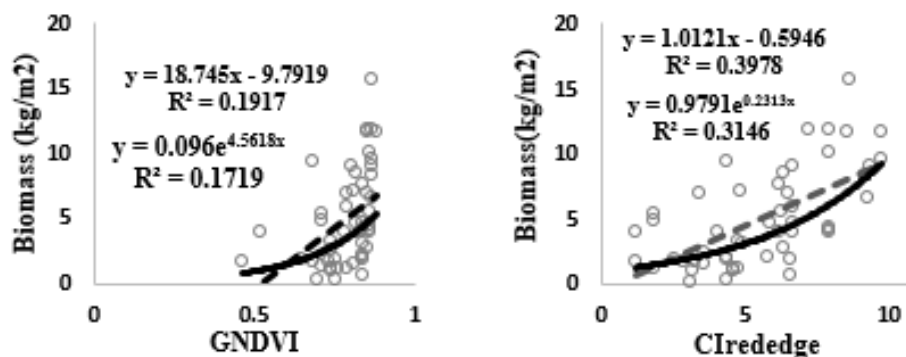 20
15
10
5
0
Biomass (kg/m2)
y = 18.745x - 9.7919
R² = 0.1917
y = 0.096e^4.5618x
R² = 0.1719
0
0.5
1
GNDVI
20
15
10
5
0
Biomass(kg/m2)
y = 1.0121x - 0.5946
R² = 0.3978
y = 0.9791e^0.2313x
R² = 0.3146
0
5
10
CIrededge